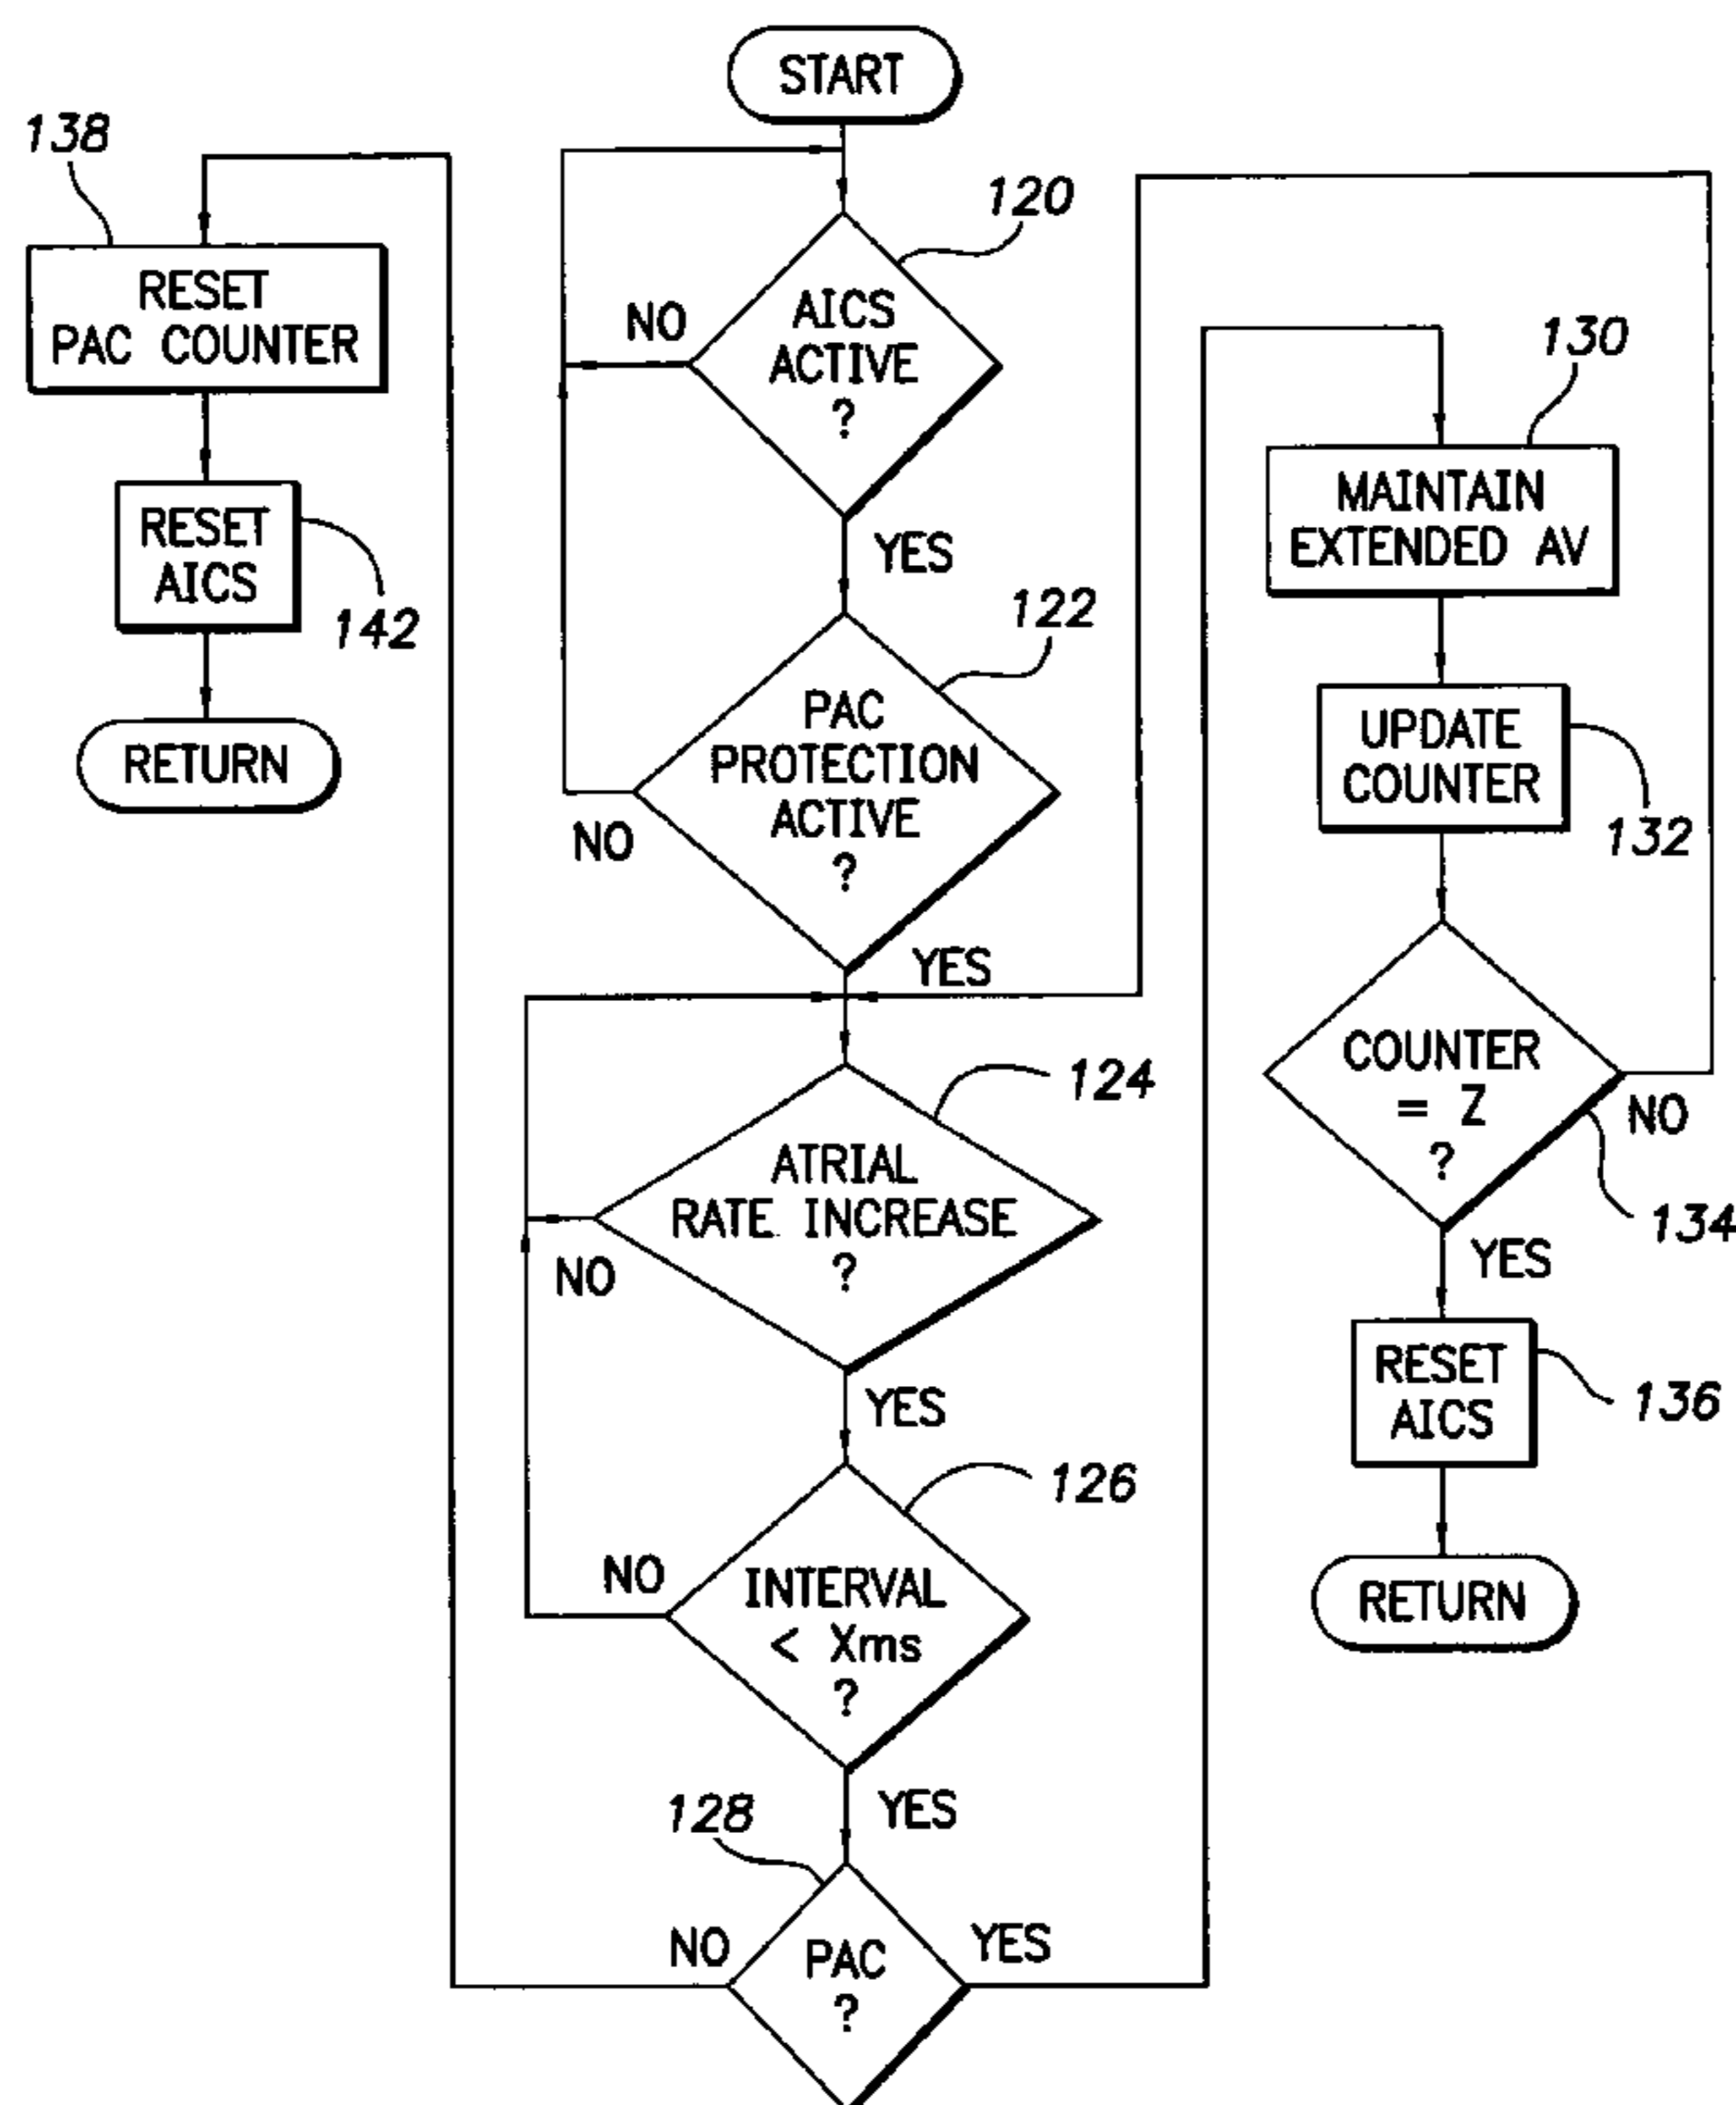 START
138
120
RESET
PAC COUNTER
NO
AICS
ACTIVE
?
YES
RESET
AICS
142
RETURN
122
PAC
PROTECTION
ACTIVE
?
NO
YES
124
ATRIAL
RATE INCREASE
?
NO
YES
126
NO
INTERVAL
< Xms
?
YES
128
NO
PAC
?
YES
130
MAINTAIN
EXTENDED AV
UPDATE
COUNTER
132
COUNTER
= Z
?
NO
134
YES
RESET
AICS
136
RETURN